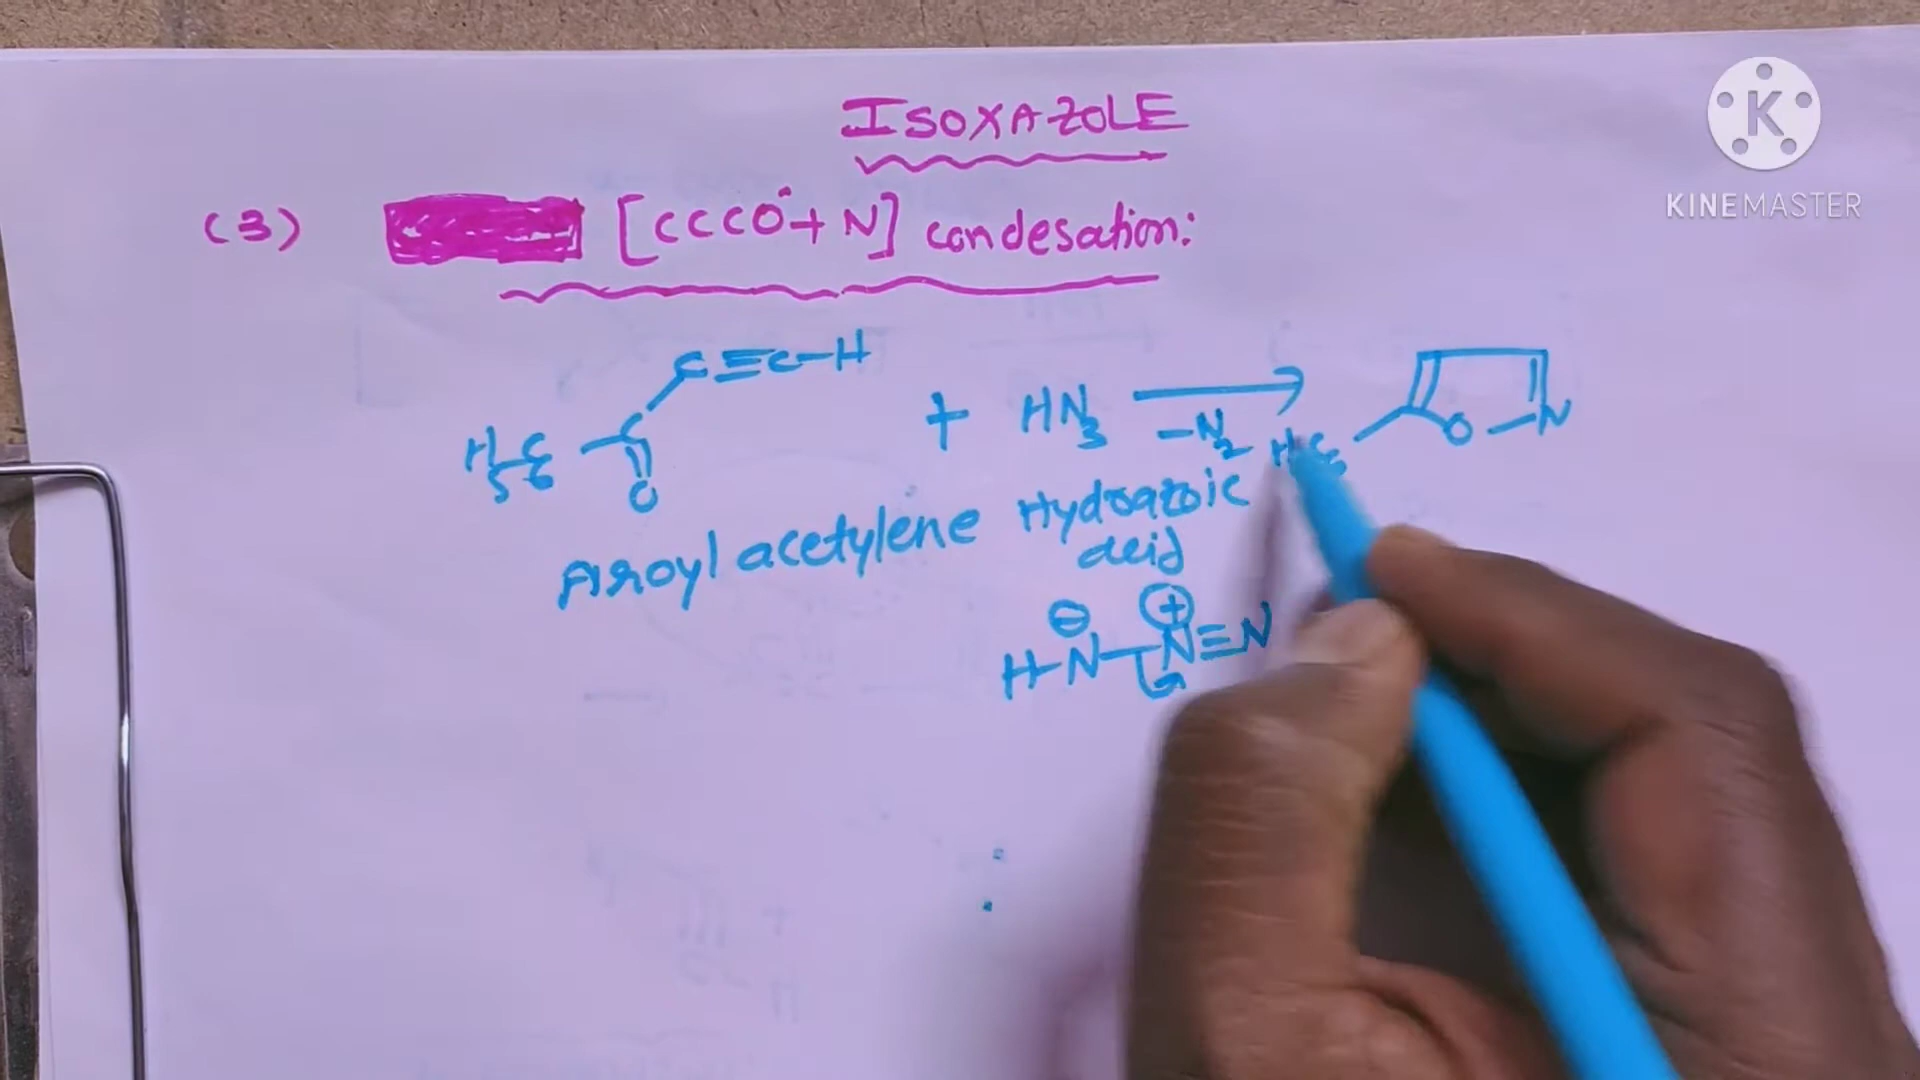 ISOXAZOLE
K
KINEMASTER
(3) [CCCO+N] condesation:
C≡C-H
H5C6 C + HN3 → O N
O -N2 H5C6
Aroyl acetylene Hydrazoic
acid
⊖ ⊕
H-N-N≡N